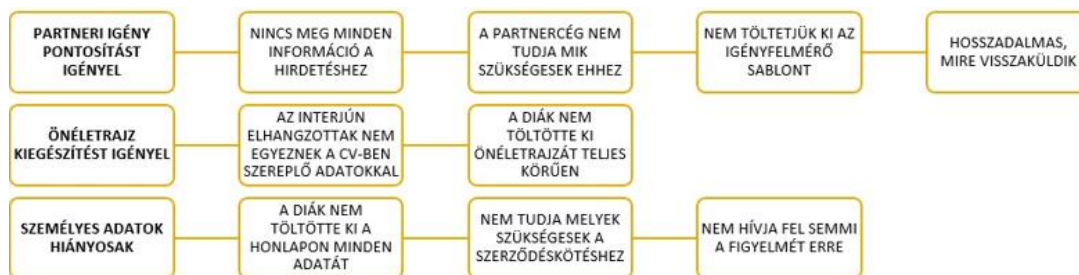 PARTNERI IGÉNY
PONTOSÍTÁST
IGÉNYEL
NINCS MEG MINDEN
INFORMÁCIÓ A
HIRDETÉSHEZ
A PARTNERCÉG NEM
TUDJA MIK
SZÜKSÉGESEK EHHEZ
NEM TÖLTETJÜK KI AZ
IGÉNYFELMÉRŐ
SABLONT
HOSSZADALMAS,
MIRE VISSZAKÜLDIK
ÖNÉLETRAJZ
KIEGÉSZÍTÉST IGÉNYEL
AZ INTERJÚN
ELHANGZOTTAK NEM
EGYEZNEK A CV-BEN
SZEREPLŐ ADATOKKAL
A DIÁK NEM
TÖLTÖTTE KI
ÖNÉLETRAJZÁT TELJES
KÖRŰEN
SZEMÉLYES ADATOK
HIÁNYOSAK
A DIÁK NEM
TÖLTÖTTE KI A
HONLAPON MINDEN
ADATÁT
NEM TUDJA MELYEK
SZÜKSÉGESEK A
SZERZŐDÉSKÖTÉSHEZ
NEM HÍVJA FEL SEMMI
A FIGYELMÉT ERRE